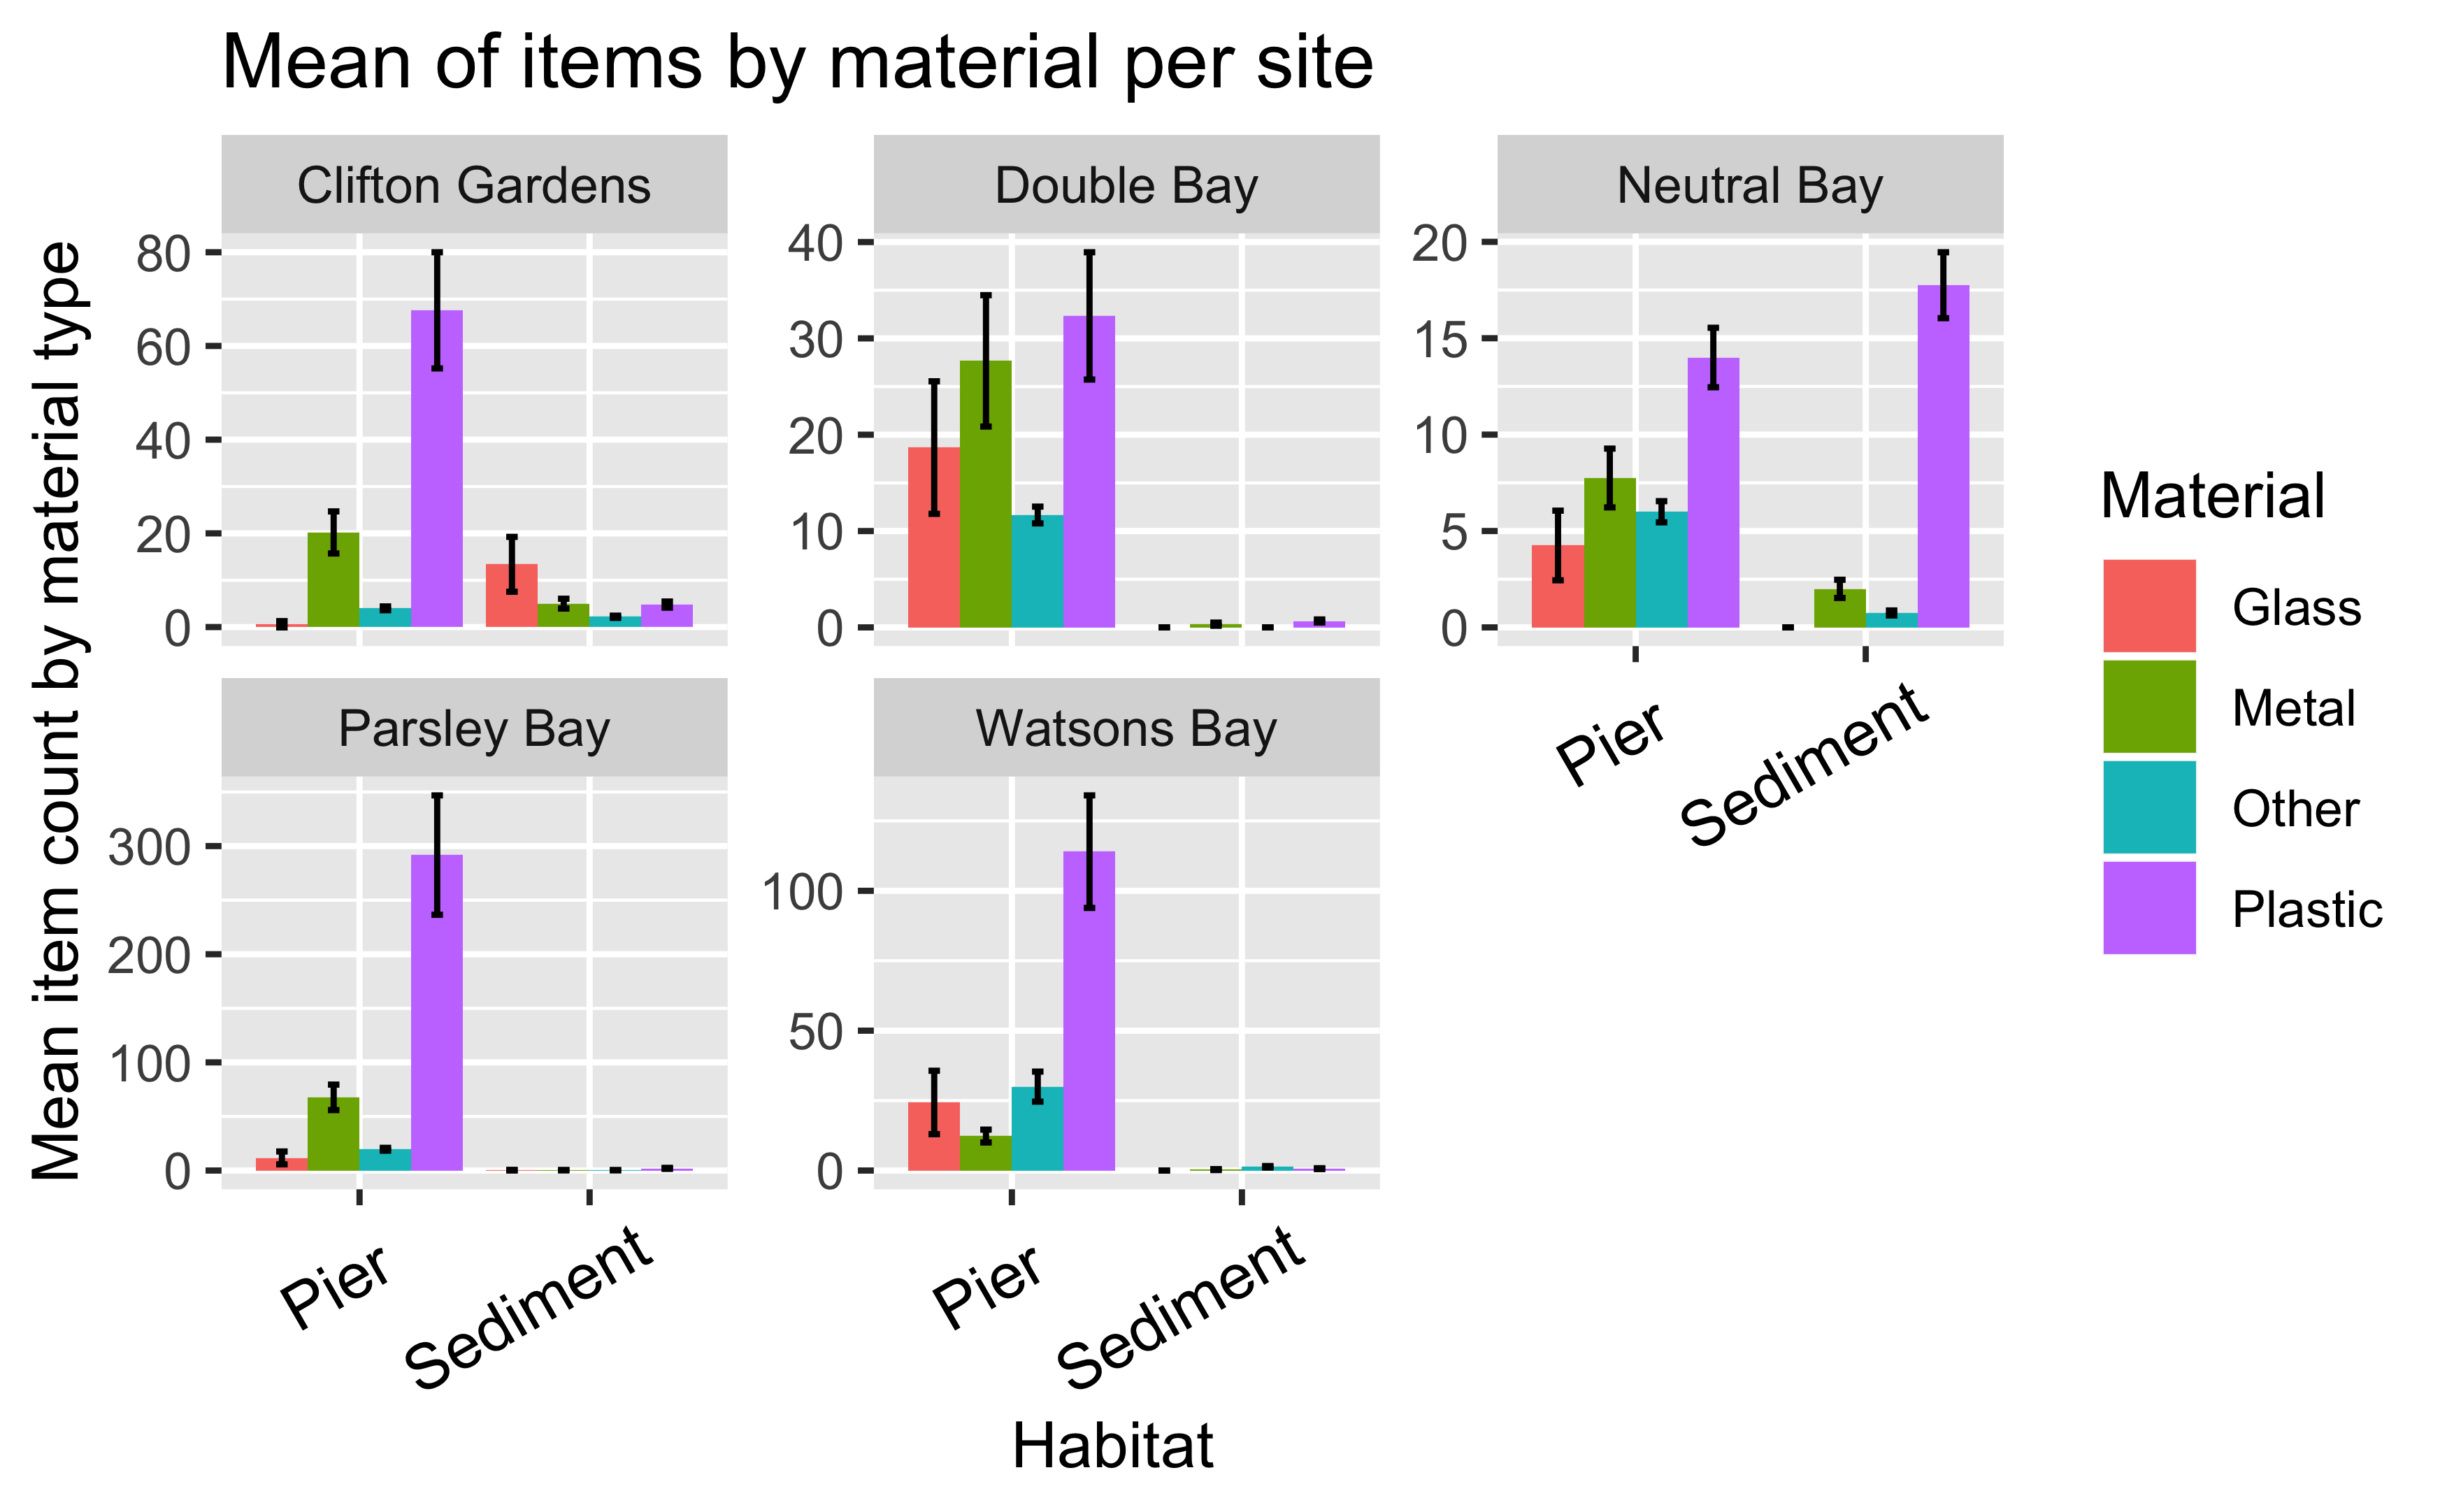 Mean of items by material per site
Clifton Gardens
Double Bay
Neutral Bay
80
60
40
20
0
40
30
20
10
0
20
15
10
5
0
Pier
Sediment
Parsley Bay
Watsons Bay
300
200
100
0
100
50
0
Pier
Sediment
Pier
Sediment
Habitat
Mean item count by material type
Material
Glass
Metal
Other
Plastic